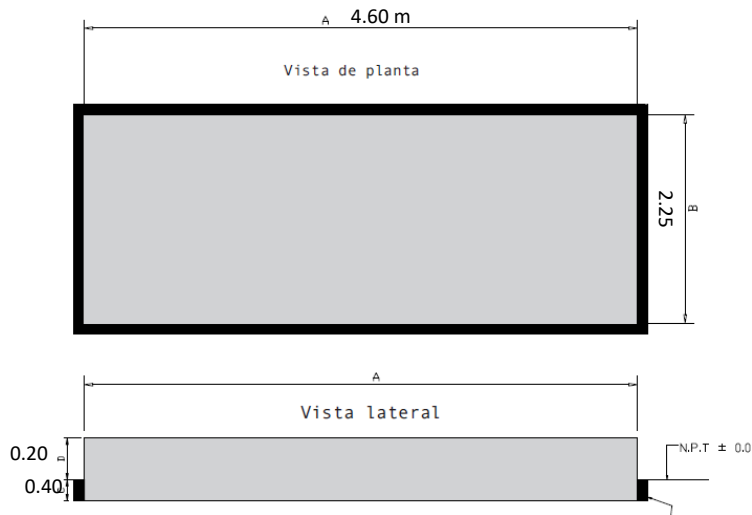 A 4.60 m
Vista de planta
2.25
B
A
Vista lateral
0.20 D
N.P.T ± 0.0
0.40